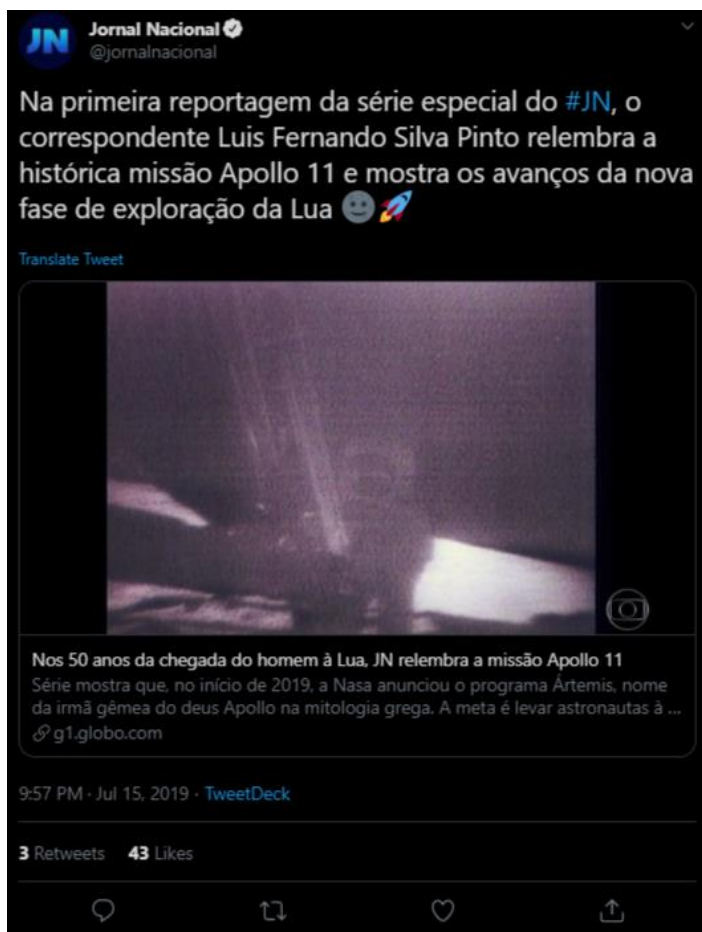 JN
Jornal Nacional
@jornalnacional
Na primeira reportagem da série especial do #JN, o
correspondente Luis Fernando Silva Pinto relembra a
histórica missão Apollo 11 e mostra os avanços da nova
fase de exploração da Lua 🌚🚀
Translate Tweet
Nos 50 anos da chegada do homem à Lua, JN relembra a missão Apollo 11
Série mostra que, no início de 2019, a Nasa anunciou o programa Ártemis, nome
da irmã gêmea do deus Apollo na mitologia grega. A meta é levar astronautas à ...
g1.globo.com
9:57 PM · Jul 15, 2019 · TweetDeck
3 Retweets 43 Likes